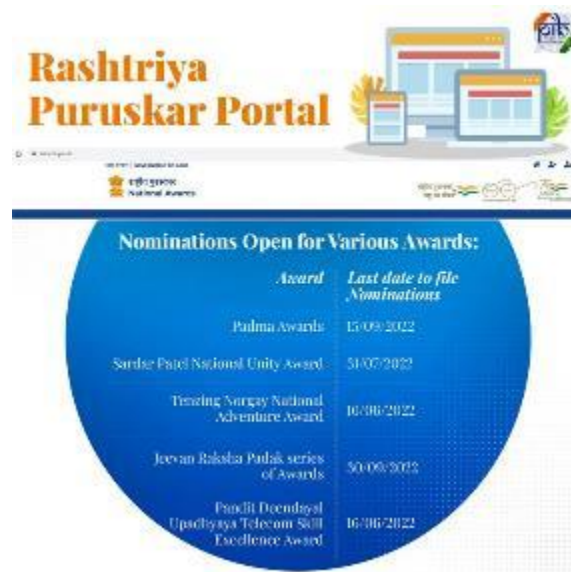 pib
Rashtriya
Puruskar Portal
राष्ट्रीय पुरस्कार
National Awards
Nominations Open for Various Awards:
Award
Last date to file
Nominations
Padma Awards
15/09/2022
Sardar Patel National Unity Award
31/07/2022
Tenzing Norgay National
Adventure Award
16/06/2022
Jeevan Raksha Padak series
of Awards
30/09/2022
Pandit Deendayal
Upadhyaya Telecom Skill
Excellence Award
16/06/2022